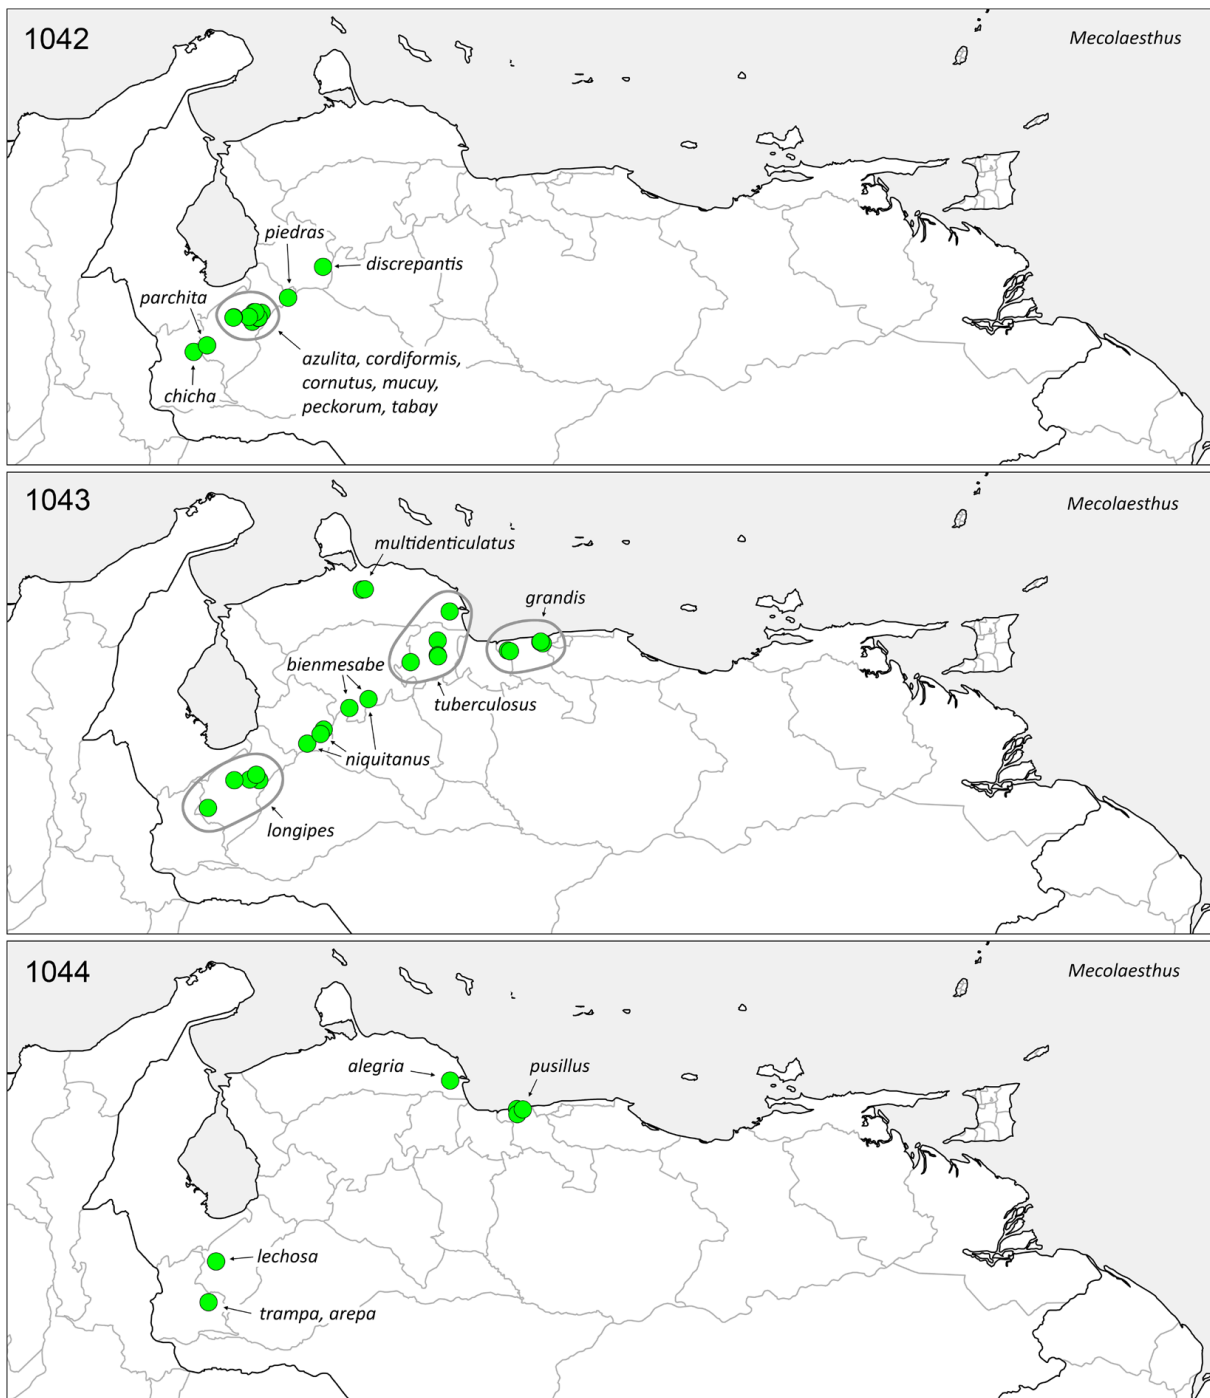 1042
Mecolaesthus
piedras
discrepantis
parchita
azulita, cordiformis,
cornutus, mucuy,
peckorum, tabay
chicha
1043
Mecolaesthus
multidenticulatus
grandis
bienmesabe
tuberculosus
niquitanus
longipes
1044
Mecolaesthus
alegria
pusillus
lechosa
trampa, arepa